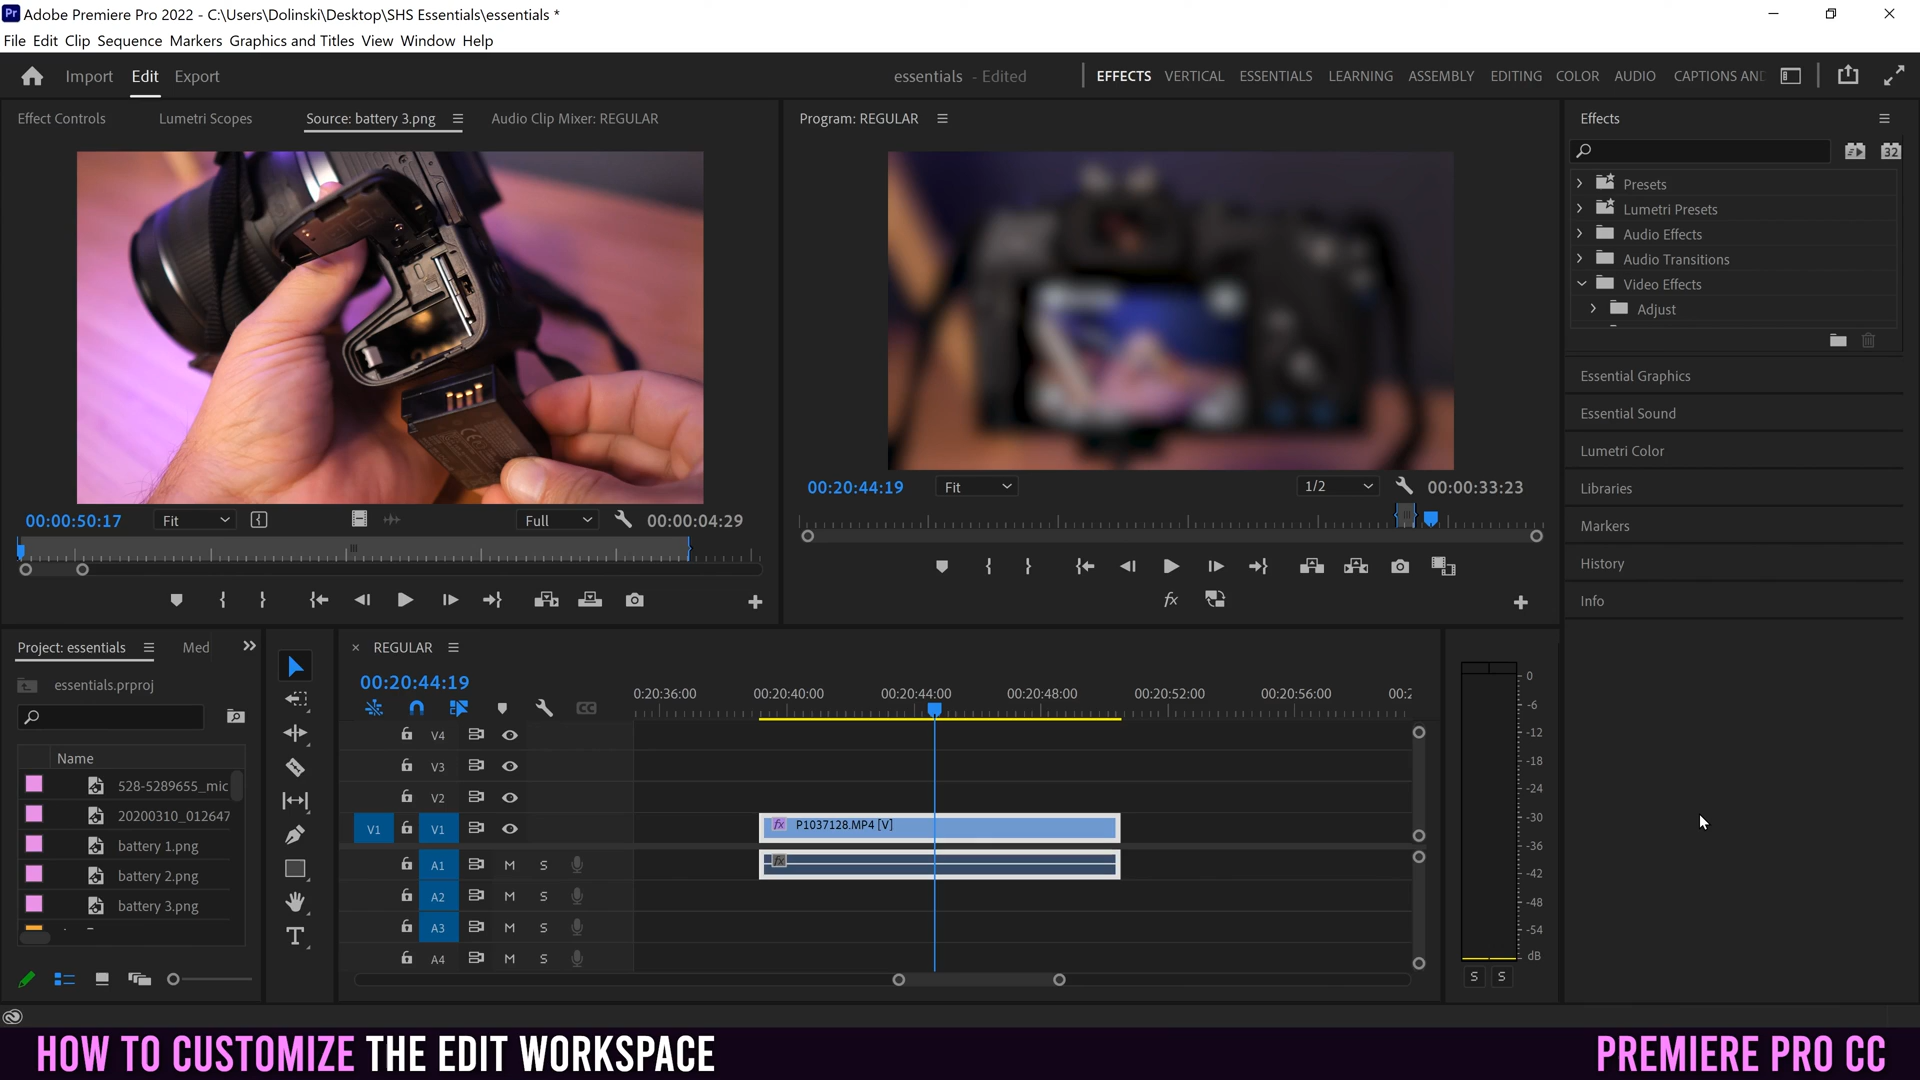 Adobe Premiere Pro 2022 - C:\Users\Dolinski\Desktop\SHS Essentials\essentials *
File Edit Clip Sequence Markers Graphics and Titles View Window Help
Import Edit Export
essentials - Edited
EFFECTS VERTICAL ESSENTIALS LEARNING ASSEMBLY EDITING COLOR AUDIO CAPTIONS AND
Effect Controls Lumetri Scopes Source: battery 3.png Audio Clip Mixer: REGULAR
Program: REGULAR
Effects
32
Presets
Lumetri Presets
Audio Effects
Audio Transitions
Video Effects
Adjust
Essential Graphics
Essential Sound
Lumetri Color
Libraries
Markers
History
Info
00:00:50:17 Fit Full 00:00:04:29
00:20:44:19 Fit 1/2 00:00:33:23
fx
Project: essentials Med
essentials.prproj
Name
528-5289655_mic
20200310_012647
battery 1.png
battery 2.png
battery 3.png
T
× REGULAR
00:20:44:19
CC
0:20:36:00 00:20:40:00 00:20:44:00 00:20:48:00 00:20:52:00 00:20:56:00 00:2
V4
V3
V2
V1 V1
fx P1037128.MP4 [V]
A1 M S
fx
A2 M S
A3 M S
A4 M S
0
-6
-12
-18
-24
-30
-36
-42
-48
-54
dB
S S
HOW TO CUSTOMIZE THE EDIT WORKSPACE
PREMIERE PRO CC